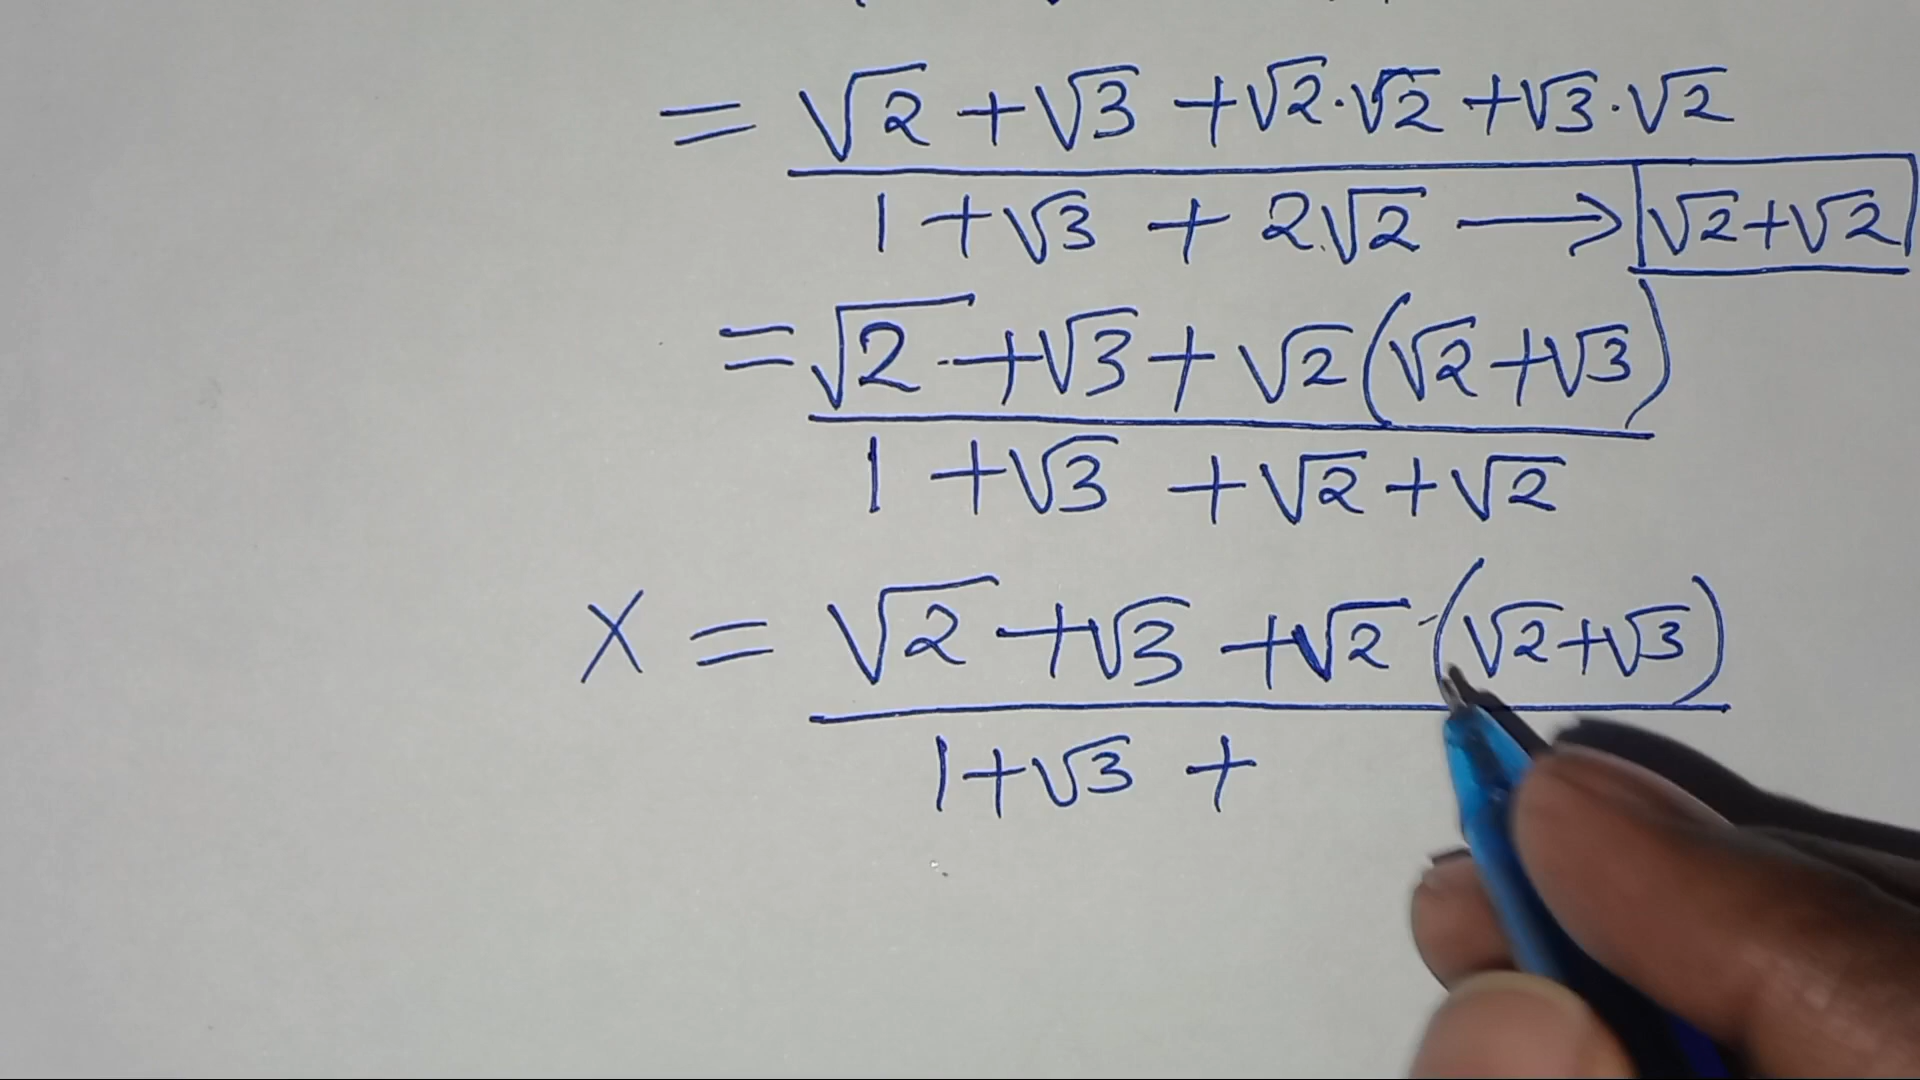 = √2 + √3 + √2·√2 + √3·√2
1 + √3 + 2√2 → √2+√2
= √2 + √3 + √2(√2+√3)
1 + √3 + √2 + √2
X = √2 + √3 + √2 (√2+√3)
1 + √3 +